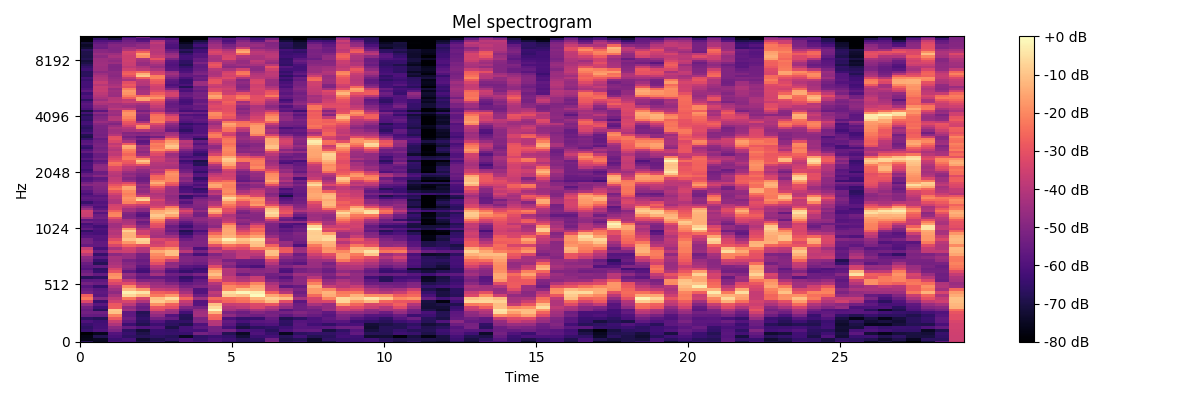 Mel spectrogram
Hz
8192
4096
2048
1024
512
0
0 5 10 15 20 25
Time
+0 dB
-10 dB
-20 dB
-30 dB
-40 dB
-50 dB
-60 dB
-70 dB
-80 dB